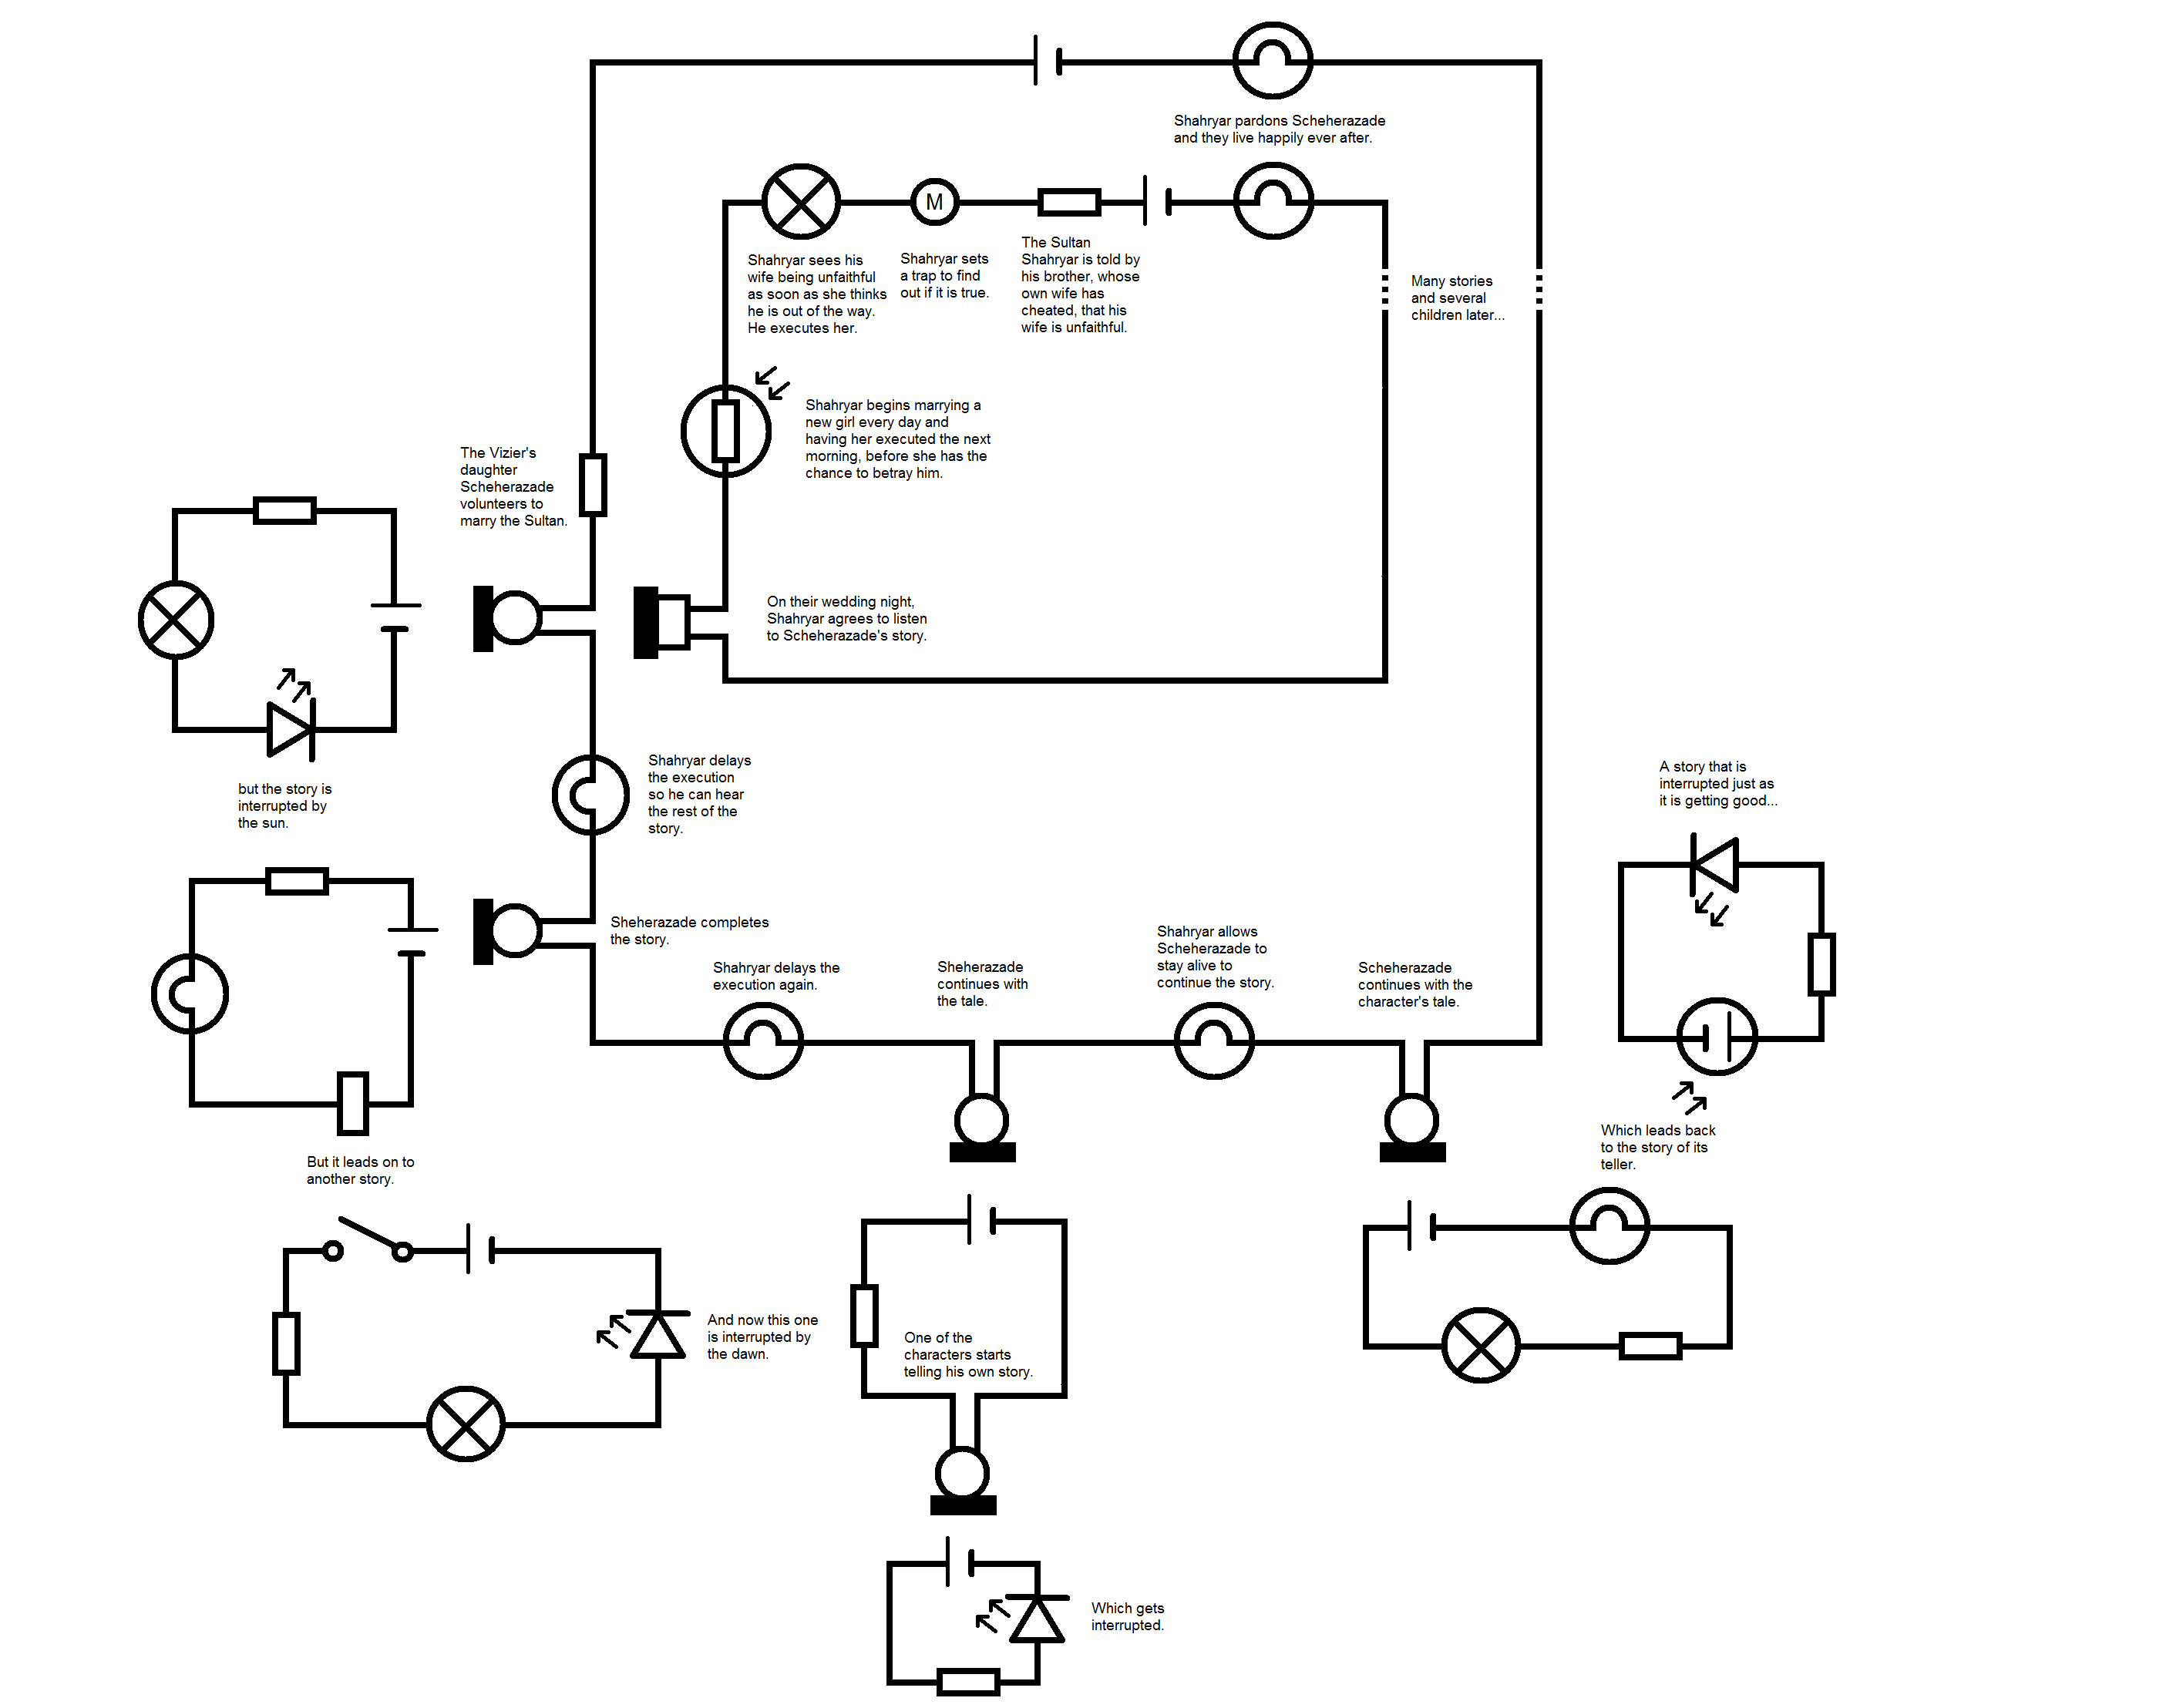 Shahryar pardons Scheherazade
and they live happily ever after.
M
The Sultan
Shahryar is told by
his brother, whose
own wife has
cheated, that his
wife is unfaithful.
Shahryar sets
a trap to find
out if it is true.
Shahryar sees his
wife being unfaithful
as soon as she thinks
he is out of the way.
He executes her.
Many stories
and several
children later...
Shahryar begins marrying a
new girl every day and
having her executed the next
morning, before she has the
chance to betray him.
The Vizier's
daughter
Scheherazade
volunteers to
marry the Sultan.
On their wedding night,
Shahryar agrees to listen
to Scheherazade's story.
but the story is
interrupted by
the sun.
Shahryar delays
the execution
so he can hear
the rest of the
story.
Sheherazade completes
the story.
But it leads on to
another story.
And now this one
is interrupted by
the dawn.
Shahryar delays the
execution again.
Sheherazade
continues with
the tale.
One of the
characters starts
telling his own story.
Which gets
interrupted.
Shahryar allows
Scheherazade to
stay alive to
continue the story.
Scheherazade
continues with the
character's tale.
A story that is
interrupted just as
it is getting good...
Which leads back
to the story of its
teller.